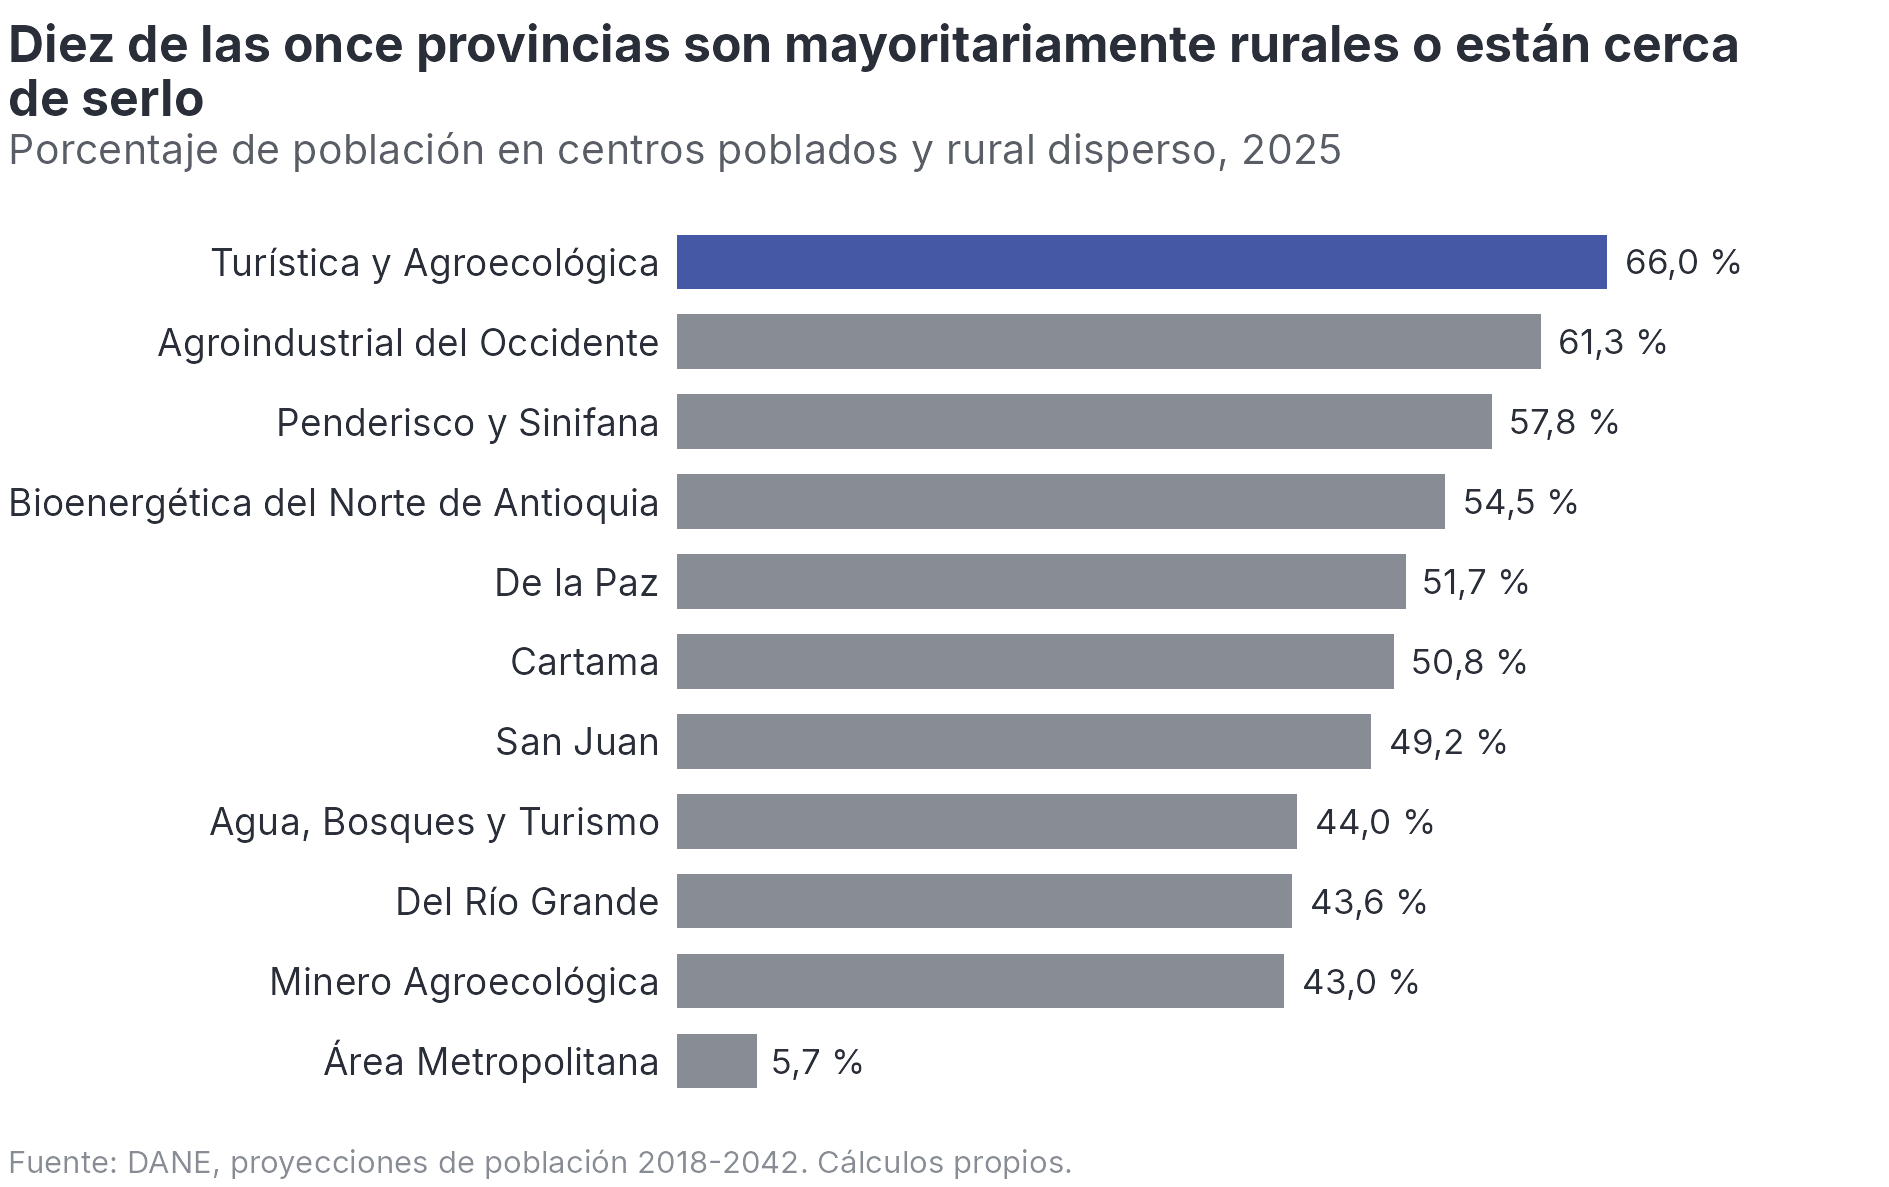 Diez de las once provincias son mayoritariamente rurales o están cerca
de serlo
Porcentaje de población en centros poblados y rural disperso, 2025
Turística y Agroecológica 66,0 %
Agroindustrial del Occidente 61,3 %
Penderisco y Sinifana 57,8 %
Bioenergética del Norte de Antioquia 54,5 %
De la Paz 51,7 %
Cartama 50,8 %
San Juan 49,2 %
Agua, Bosques y Turismo 44,0 %
Del Río Grande 43,6 %
Minero Agroecológica 43,0 %
Área Metropolitana 5,7 %
Fuente: DANE, proyecciones de población 2018-2042. Cálculos propios.